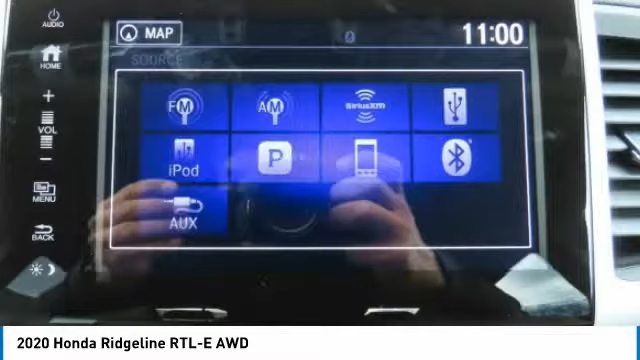 AUDIO
MAP
11:00
HOME
SOURCE
FM
AM
SiriusXM
+
VOL
−
iPod
P
MENU
AUX
BACK
2020 Honda Ridgeline RTL-E AWD